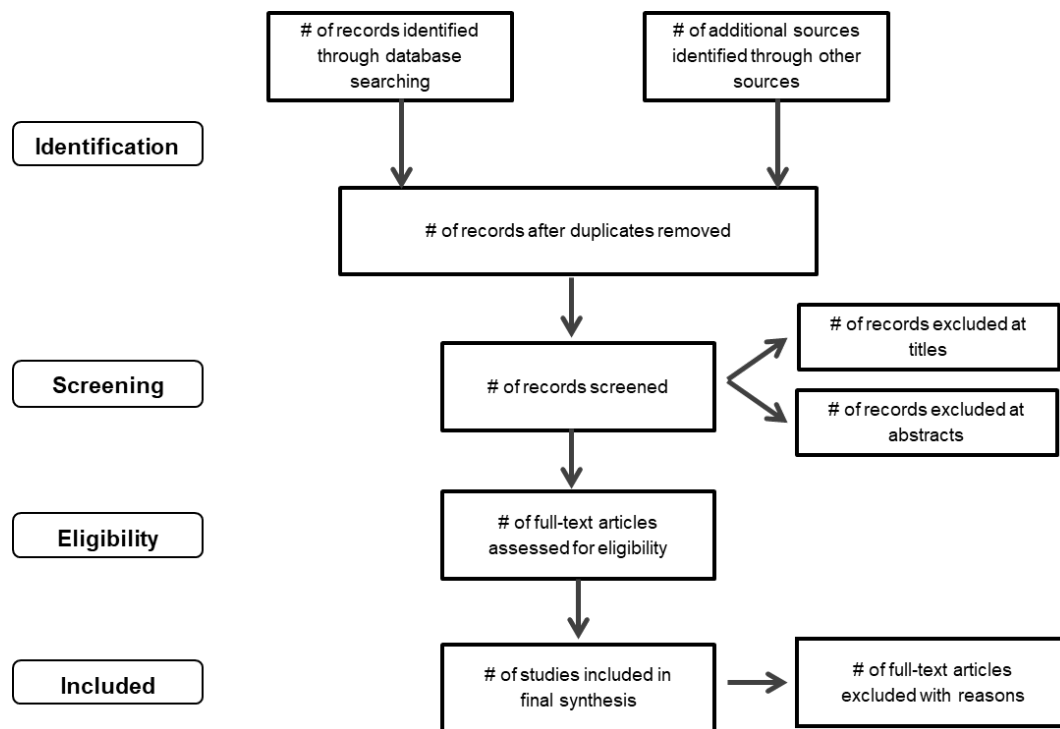 # of records identified
through database
searching
# of additional sources
identified through other
sources
Identification
# of records after duplicates removed
# of records excluded at
titles
Screening
# of records screened
# of records excluded at
abstracts
Eligibility
# of full-text articles
assessed for eligibility
Included
# of studies included in
final synthesis
# of full-text articles
excluded with reasons